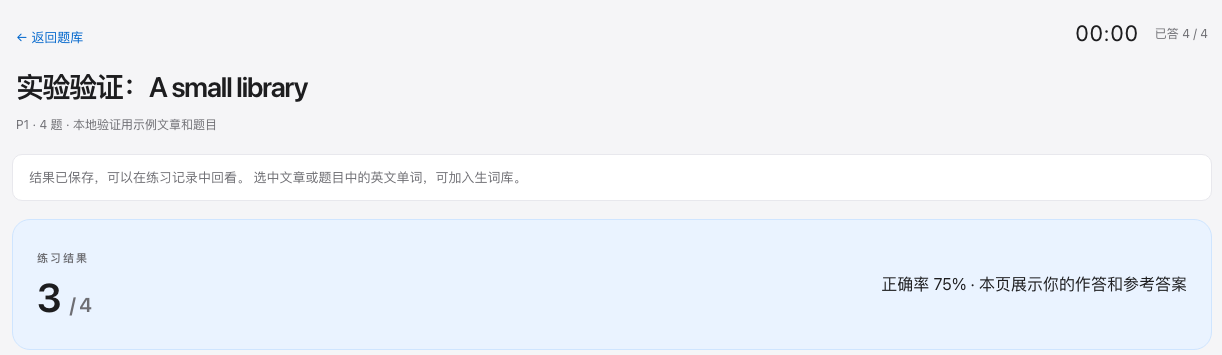 ← 返回题库
00:00 已答 4 / 4
实验验证：A small library
P1 · 4 题 · 本地验证用示例文章和题目
结果已保存，可以在练习记录中回看。 选中文章或题目中的英文单词，可加入生词库。
练习结果
3 / 4
正确率 75% · 本页展示你的作答和参考答案